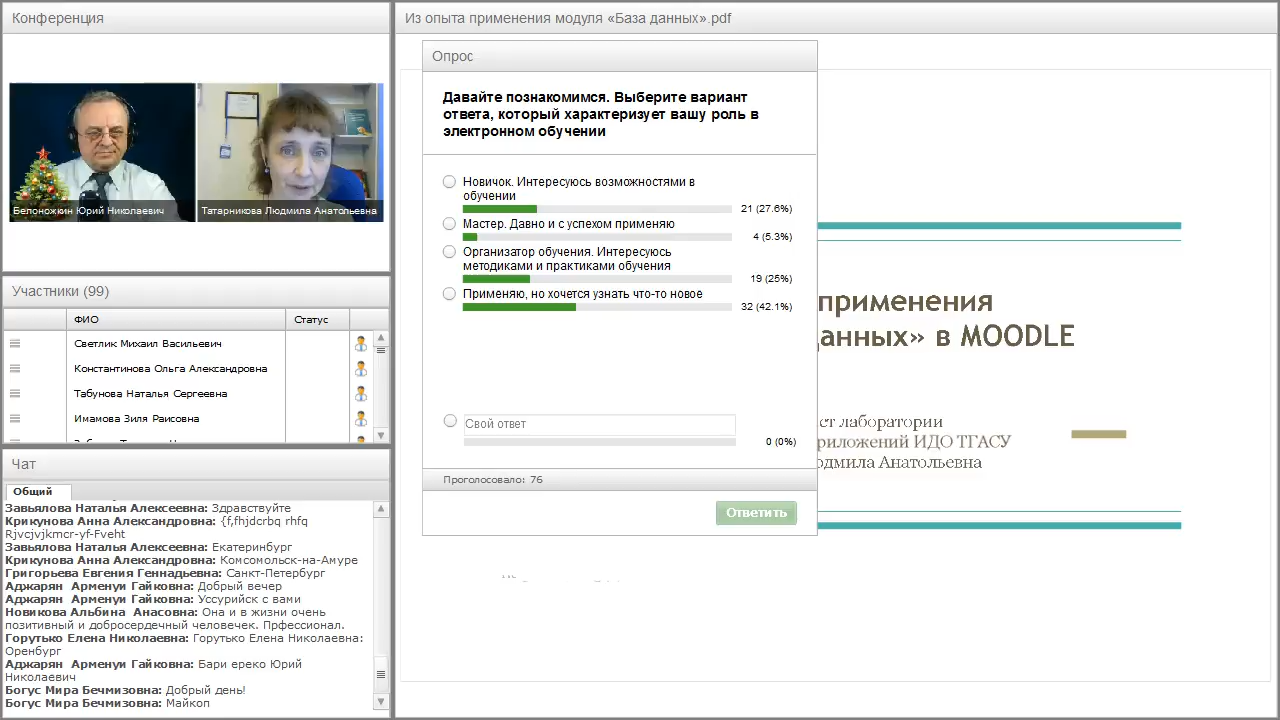 Конференция
Белоножкин Юрий Николаевич
Татарникова Людмила Анатольевна
Участники (99)
ФИО
Статус
Светлик Михаил Васильевич
Константинова Ольга Александровна
Табунова Наталья Сергеевна
Имамова Зиля Раисовна
Чат
Общий
Завьялова Наталья Алексеевна: Здравствуйте
Крикунова Анна Александровна: {f,fhjdcrbq rhfq
Rjvcjvjkmcr-yf-Fveht
Завьялова Наталья Алексеевна: Екатеринбург
Крикунова Анна Александровна: Комсомольск-на-Амуре
Григорьева Евгения Геннадьевна: Санкт-Петербург
Аджарян Арменуи Гайковна: Добрый вечер
Аджарян Арменуи Гайковна: Уссурийск с вами
Новикова Альбина Анасовна: Она и в жизни очень
позитивный и добросердечный человечек. Прфессионал.
Горутько Елена Николаевна: Горутько Елена Николаевна:
Оренбург
Аджарян Арменуи Гайковна: Бари ереко Юрий
Николаевич
Богус Мира Бечмизовна: Добрый день!
Богус Мира Бечмизовна: Майкоп
Из опыта применения модуля «База данных».pdf
Опрос
Давайте познакомимся. Выберите вариант
ответа, который характеризует вашу роль в
электронном обучении
Новичок. Интересуюсь возможностями в
обучении
21 (27.6%)
Мастер. Давно и с успехом применяю
4 (5.3%)
Организатор обучения. Интересуюсь
методиками и практиками обучения
19 (25%)
Применяю, но хочется узнать что-то новое
32 (42.1%)
Свой ответ
0 (0%)
Проголосовало: 76
Ответить
применения
данных» в MOODLE
ст лаборатории
риложений ИДО ТГАСУ
юдмила Анатольевна